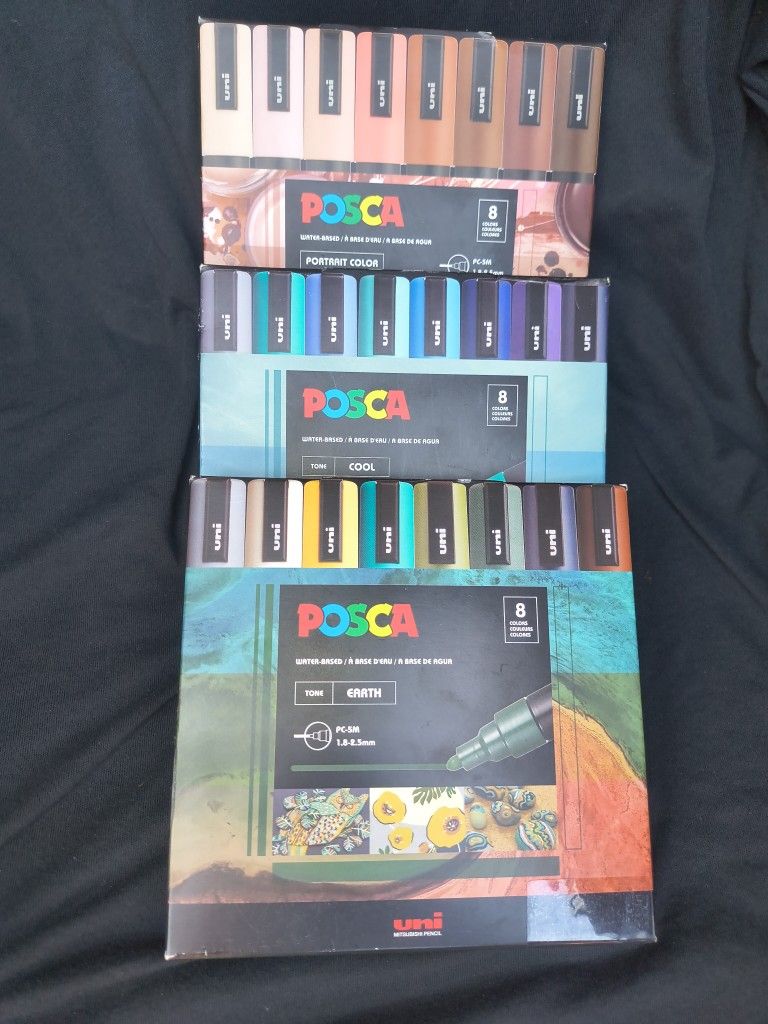 uni uni uni uni uni uni uni uni
POSCA
8
COLORS
COULEURS
COLORES
WATER-BASED / À BASE D'EAU / A BASE DE AGUA
PORTRAIT COLOR
PC-5M
1.8-2.5mm
uni uni uni uni uni uni uni uni
POSCA
8
COLORS
COULEURS
COLORES
WATER-BASED / À BASE D'EAU / A BASE DE AGUA
TONE COOL
uni uni uni uni uni uni uni uni
POSCA
8
COLORS
COULEURS
COLORES
WATER-BASED / À BASE D'EAU / A BASE DE AGUA
TONE EARTH
PC-5M
1.8-2.5mm
uni
MITSUBISHI PENCIL